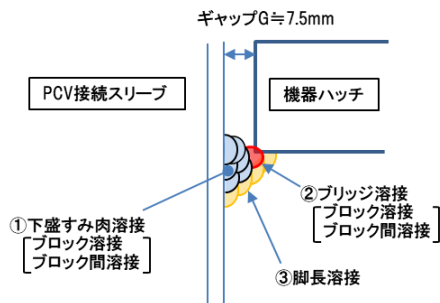 ギャップG≒7.5mm
PCV接続スリーブ
機器ハッチ
①下盛すみ肉溶接
ブロック溶接
ブロック間溶接
②ブリッジ溶接
ブロック溶接
ブロック間溶接
③脚長溶接